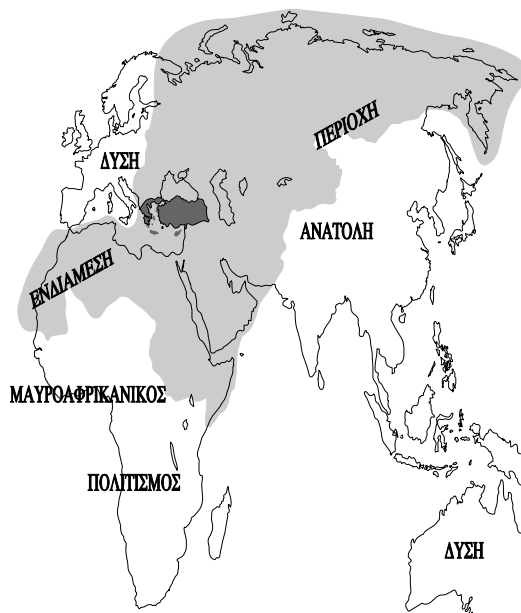 ΠΕΡΙΟΧΗ
ΔΥΣΗ
ΑΝΑΤΟΛΗ
ΕΝΔΙΑΜΕΣΗ
ΜΑΥΡΟΑΦΡΙΚΑΝΙΚΟΣ
ΠΟΛΙΤΙΣΜΟΣ
ΔΥΣΗ